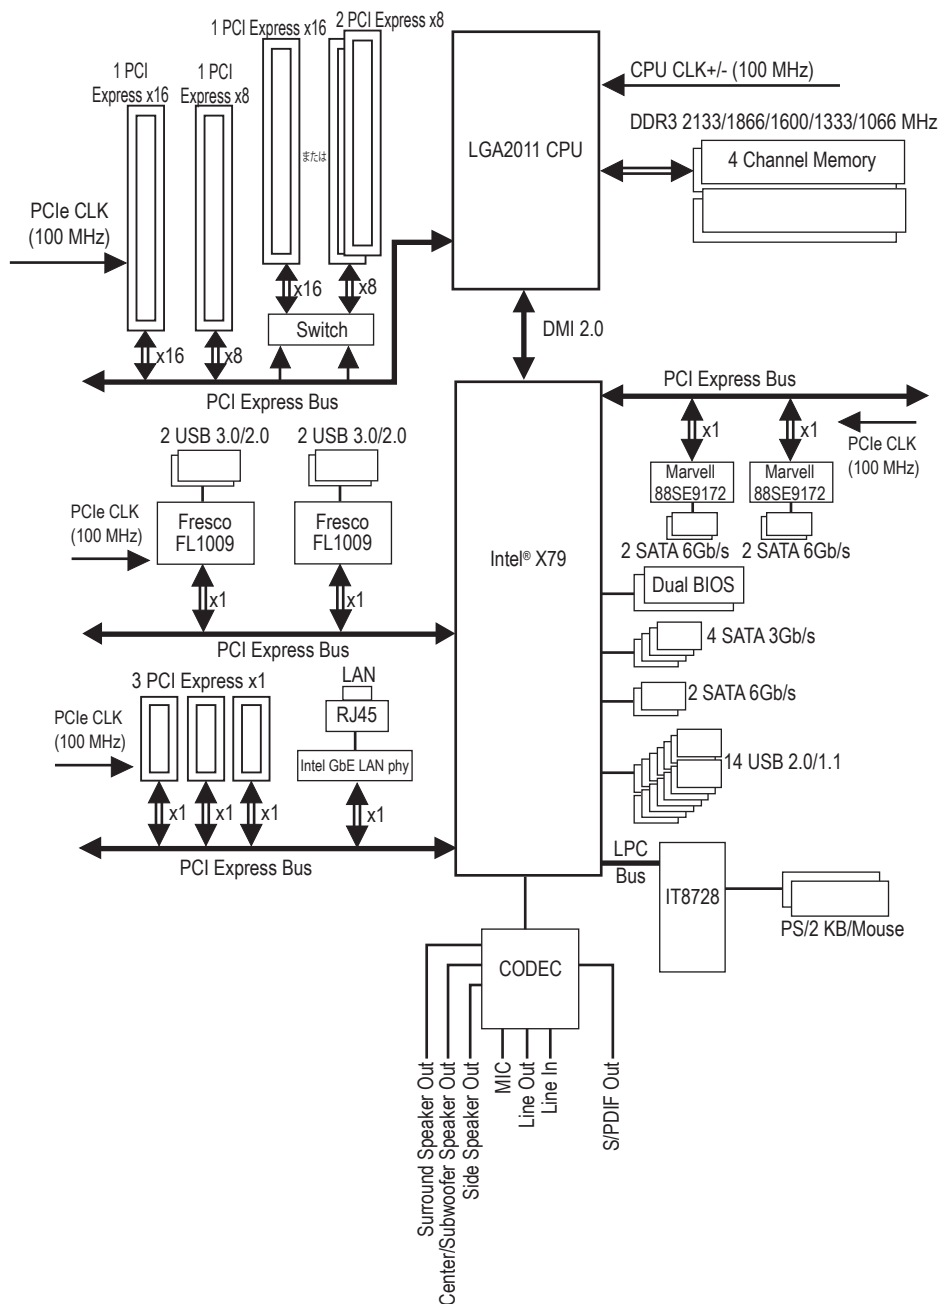 1 PCI Express x16
2 PCI Express x8
1 PCI
Express x16
1 PCI
Express x8
または
PCIe CLK
(100 MHz)
x16
x8
Switch
x16
x8
PCI Express Bus
LGA2011 CPU
CPU CLK+/- (100 MHz)
DDR3 2133/1866/1600/1333/1066 MHz
4 Channel Memory
DMI 2.0
PCI Express Bus
x1
x1
PCIe CLK
(100 MHz)
Marvell
88SE9172
Marvell
88SE9172
2 SATA 6Gb/s
2 SATA 6Gb/s
2 USB 3.0/2.0
2 USB 3.0/2.0
PCIe CLK
(100 MHz)
Fresco
FL1009
Fresco
FL1009
x1
x1
PCI Express Bus
Intel® X79
Dual BIOS
4 SATA 3Gb/s
2 SATA 6Gb/s
14 USB 2.0/1.1
3 PCI Express x1
LAN
RJ45
PCIe CLK
(100 MHz)
Intel GbE LAN phy
x1
x1
x1
x1
PCI Express Bus
LPC
Bus
IT8728
PS/2 KB/Mouse
CODEC
Surround Speaker Out
Center/Subwoofer Speaker Out
Side Speaker Out
MIC
Line Out
Line In
S/PDIF Out